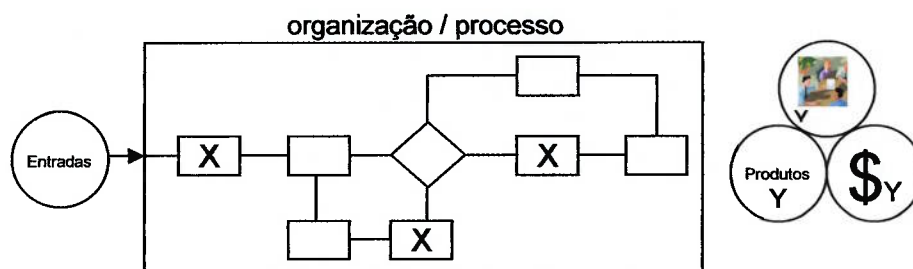 organização / processo
Entradas
X
X
X
Y
Produtos
Y
$Y